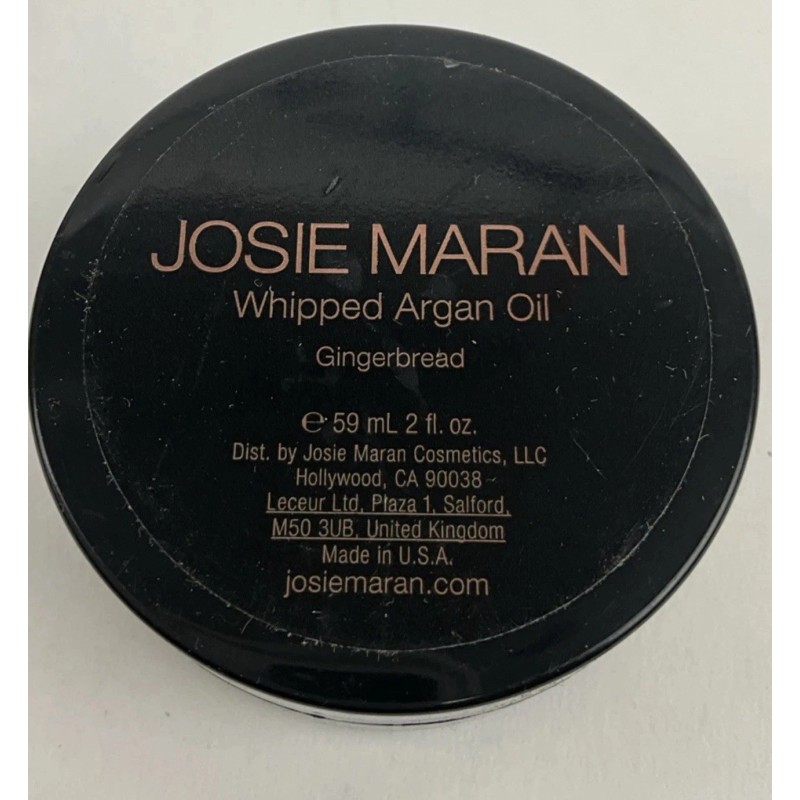 JOSIE MARAN
Whipped Argan Oil
Gingerbread
℮ 59 mL 2 fl. oz.
Dist. by Josie Maran Cosmetics, LLC
Hollywood, CA 90038
Leceur Ltd, Plaza 1, Salford,
M50 3UB, United Kingdom
Made in U.S.A.
josiemaran.com